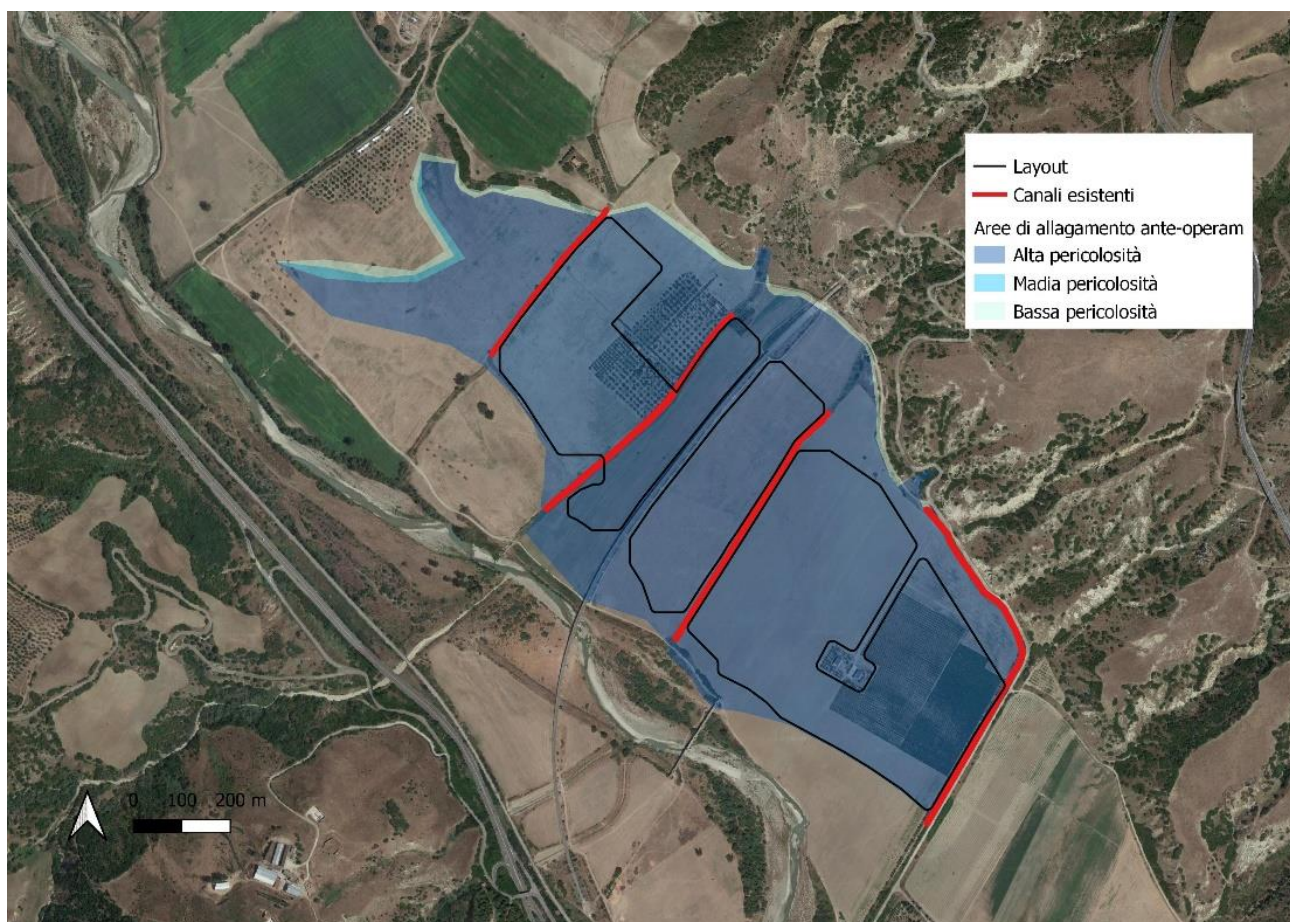 Layout
Canali esistenti
Aree di allagamento ante-operam
Alta pericolosità
Madia pericolosità
Bassa pericolosità
0 100 200 m